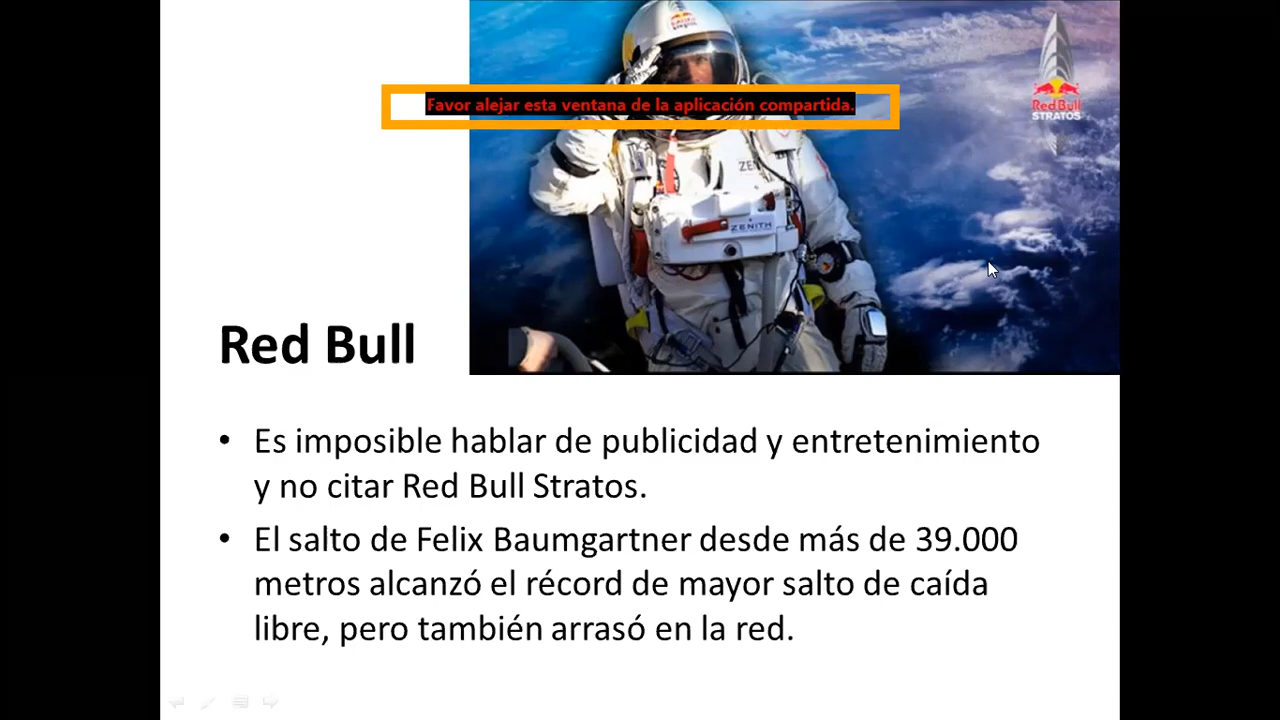 Favor alejar esta ventana de la aplicación compartida.
Red Bull
STRATOS
ZENITH
Red Bull
• Es imposible hablar de publicidad y entretenimiento
y no citar Red Bull Stratos.
• El salto de Felix Baumgartner desde más de 39.000
metros alcanzó el récord de mayor salto de caída
libre, pero también arrasó en la red.